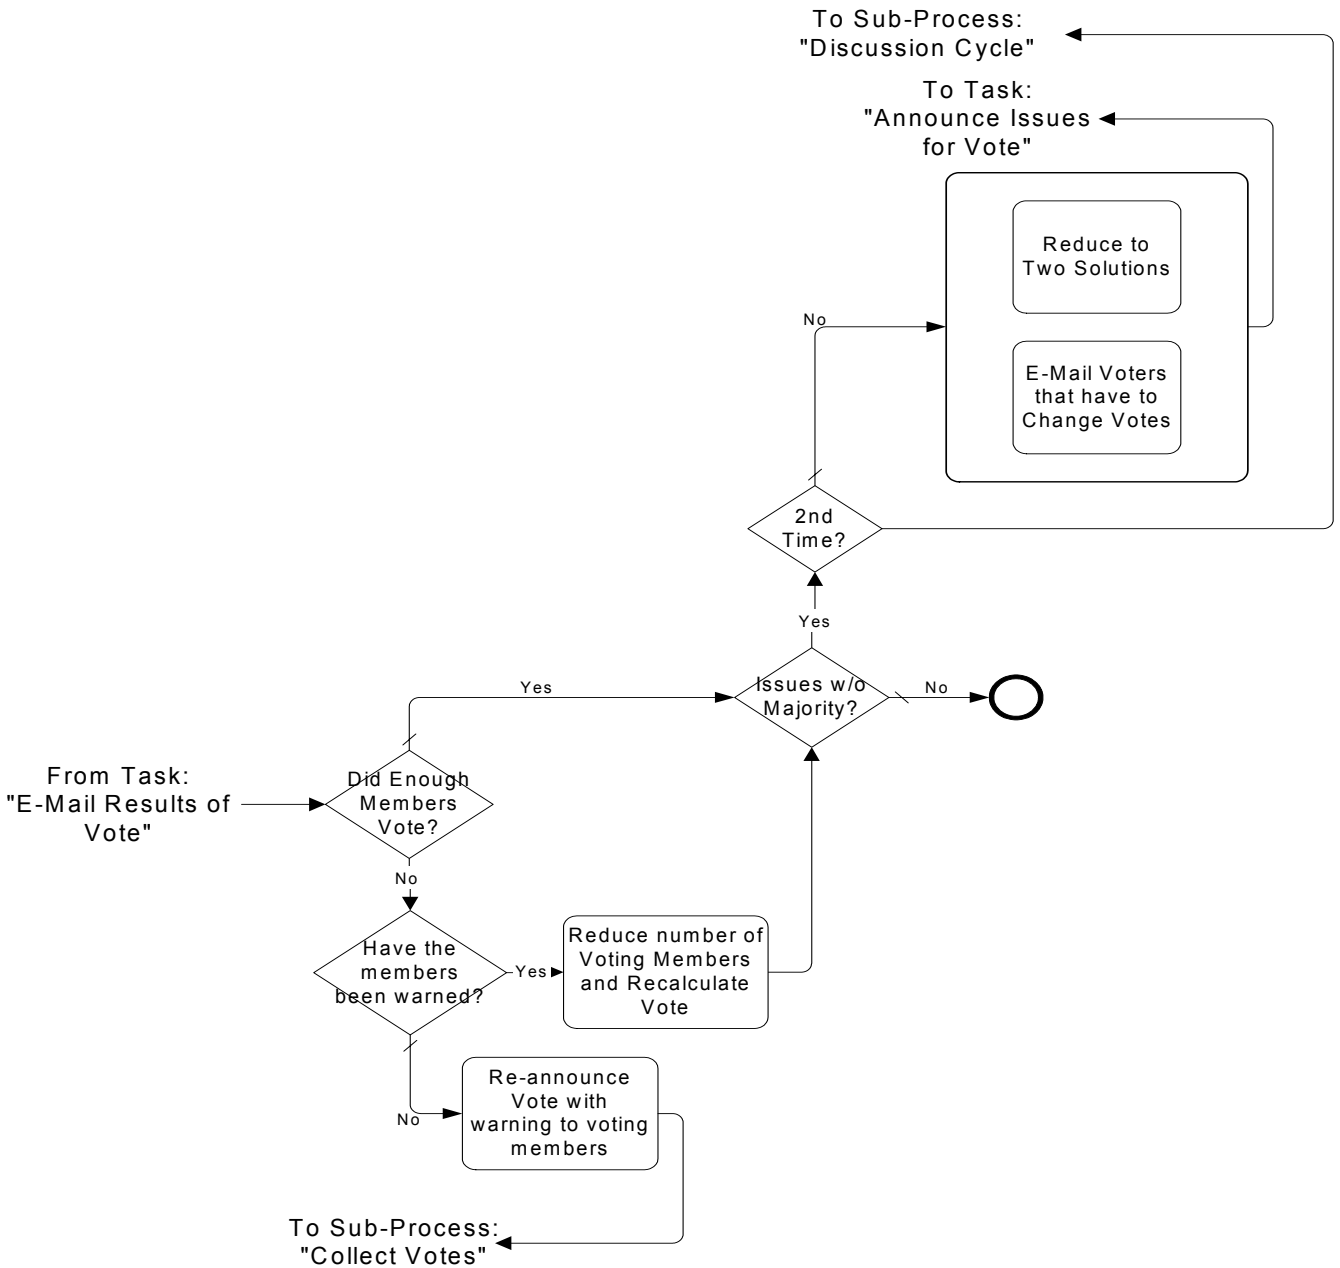 To Sub-Process:
"Discussion Cycle"
To Task:
"Announce Issues
for Vote"
Reduce to
Two Solutions
No
E-Mail Voters
that have to
Change Votes
2nd
Time?
Yes
Issues w/o
Majority?
No
Yes
From Task:
"E-Mail Results of
Vote"
Did Enough
Members
Vote?
No
Have the
members
been warned?
Yes
Reduce number of
Voting Members
and Recalculate
Vote
Re-announce
Vote with
warning to voting
members
No
To Sub-Process:
"Collect Votes"